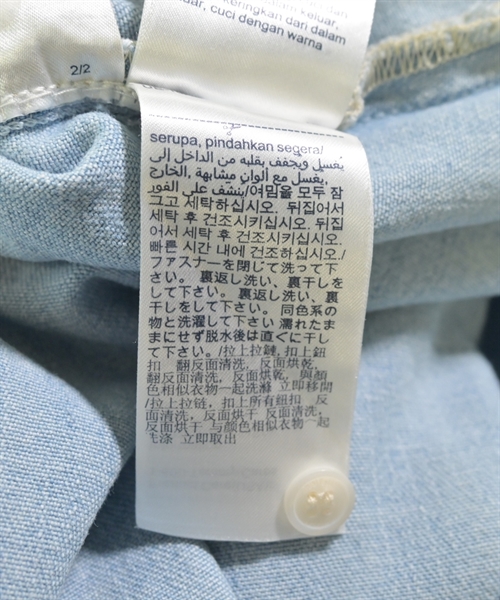 keringkan dari dalam
cuci dengan warna
2/2
serupa, pindahkan segera/
يُغسل ويجفف بقلبه من الداخل إلى
الخارج. يغسل مع ألوان مشابهة,
ينشف على الفور/여밈을 모두 잠
그고 세탁하십시오. 뒤집어서
세탁 후 건조시키십시오. 뒤집
어서 세탁 후 건조시키십시오.
빠른 시간 내에 건조하십시오./
ファスナーを閉じて洗って下
さい。裏返し洗い、裏干しを
して下さい。裏返し洗い、裏
干しをして下さい。同色系の
物と洗濯して下さい 濡れたま
まにせず脱水後は直ぐに干し
て下さい。/拉上拉鏈, 扣上鈕
扣　翻反面清洗, 反面烘乾,
翻反面清洗, 反面烘乾, 與顏
色相似衣物一起洗滌 立即移開
/拉上拉链, 扣上所有纽扣　反
面清洗, 反面烘干 反面清洗,
反面烘干 与颜色相似衣物一起
洗涤 立即取出